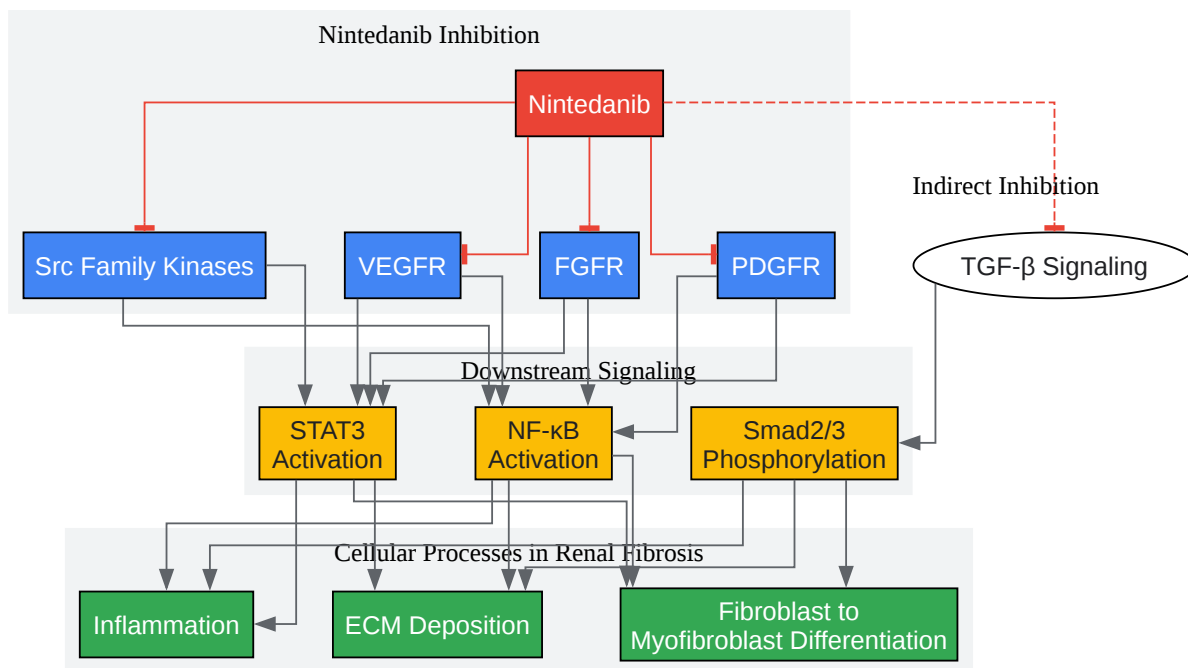 Nintedanib Inhibition
Nintedanib
Indirect Inhibition
Src Family Kinases
VEGFR
FGFR
PDGFR
TGF-β Signaling
Downstream Signaling
STAT3
Activation
NF-κB
Activation
Smad2/3
Phosphorylation
Cellular Processes in Renal Fibrosis
Inflammation
ECM Deposition
Fibroblast to
Myofibroblast Differentiation